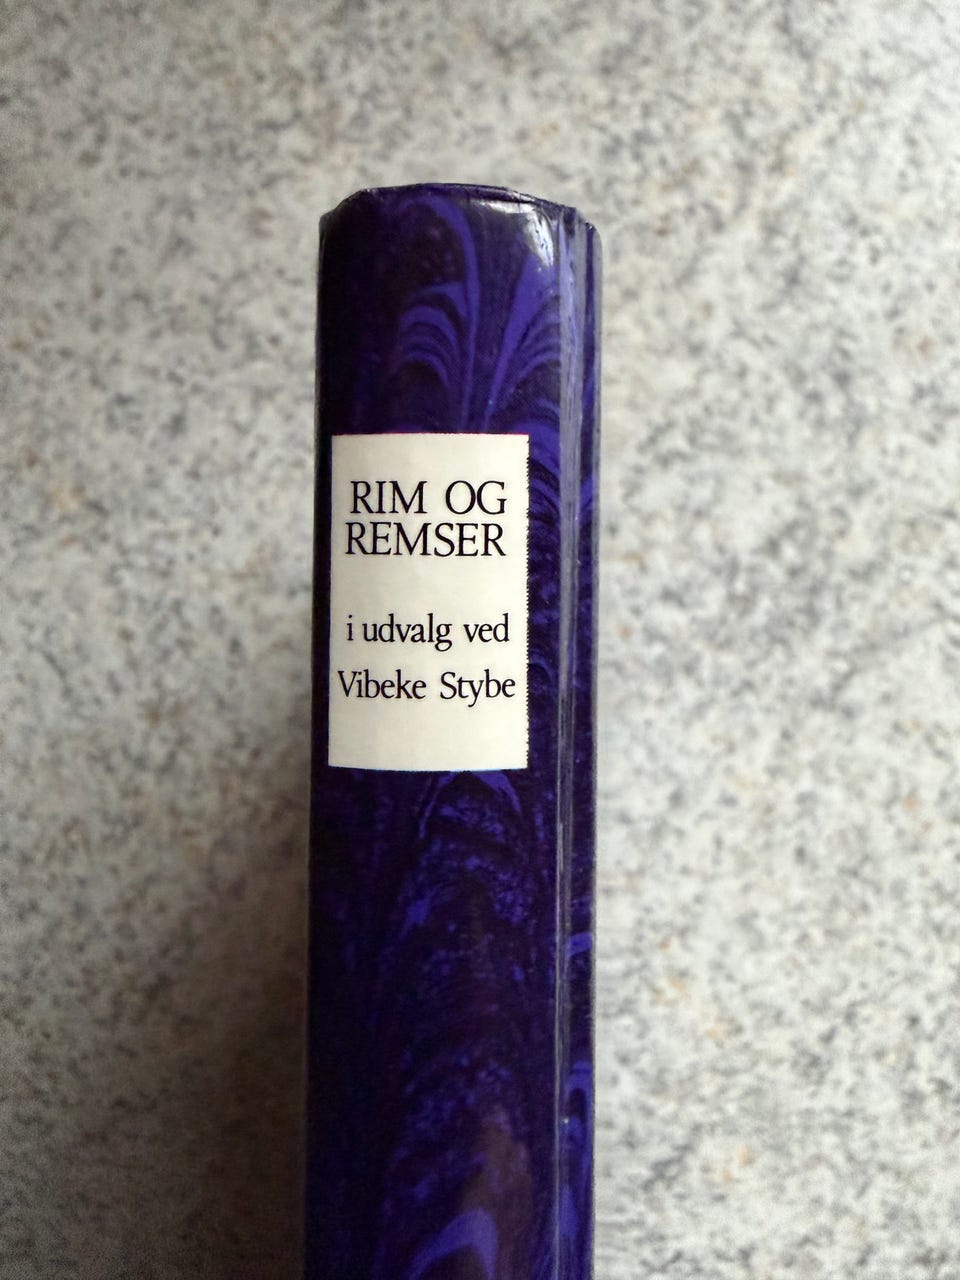 RIM OG
REMSER
i udvalg ved
Vibeke Stybe